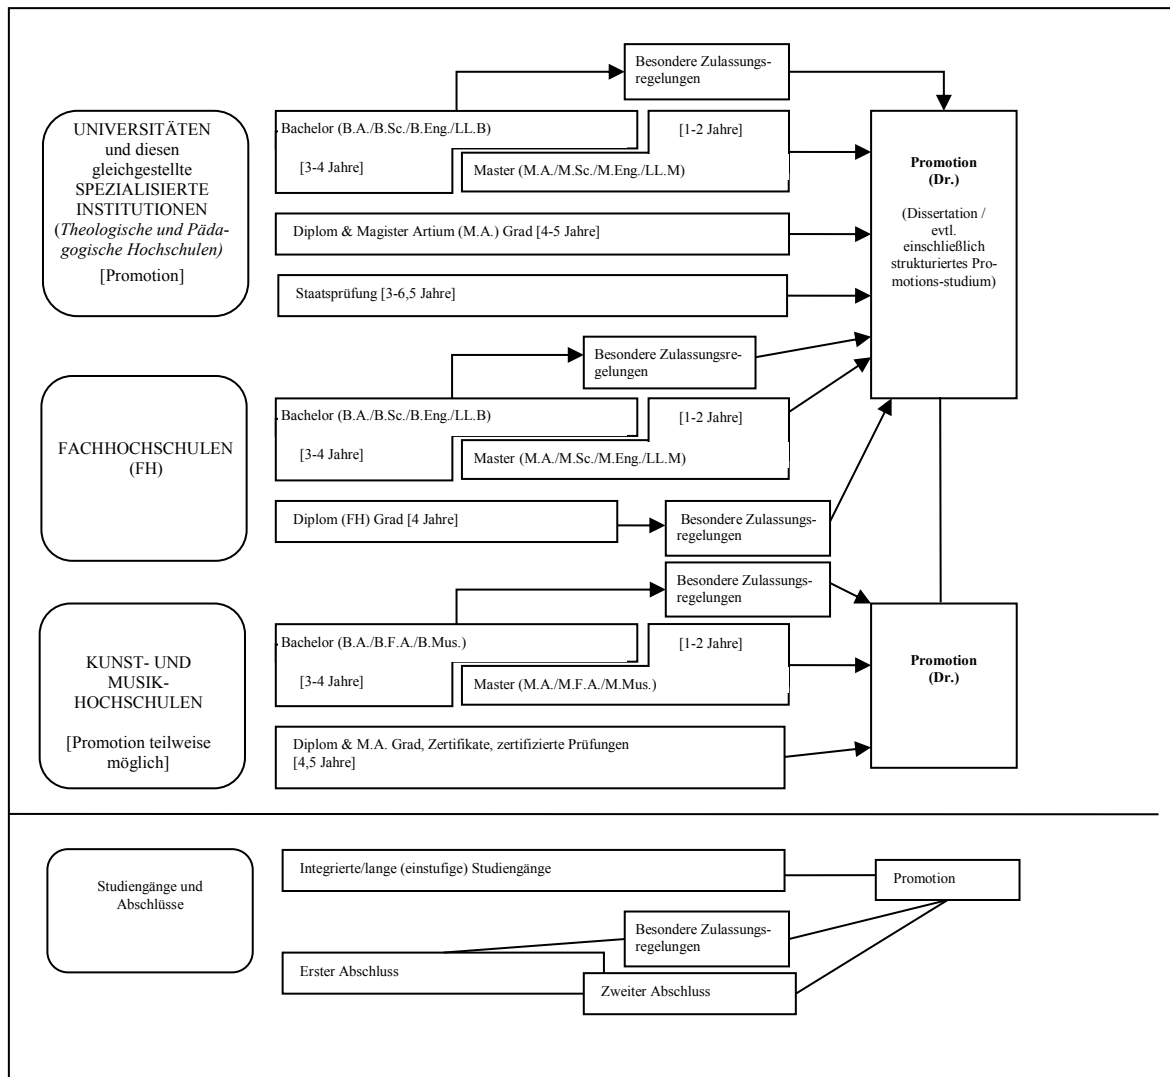 Besondere Zulassungs-
regelungen
UNIVERSITÄTEN
und diesen
gleichgestellte
SPEZIALISIERTE
INSTITUTIONEN
(Theologische und Päda-
gogische Hochschulen)
[Promotion]
Bachelor (B.A./B.Sc./B.Eng./LL.B)
[3-4 Jahre]
[1-2 Jahre]
Master (M.A./M.Sc./M.Eng./LL.M)
Diplom & Magister Artium (M.A.) Grad [4-5 Jahre]
Staatsprüfung [3-6,5 Jahre]
Promotion
(Dr.)
(Dissertation /
evtl.
einschließlich
strukturiertes Pro-
motions-studium)
Besondere Zulassungsre-
gelungen
FACHHOCHSCHULEN
(FH)
Bachelor (B.A./B.Sc./B.Eng./LL.B)
[3-4 Jahre]
[1-2 Jahre]
Master (M.A./M.Sc./M.Eng./LL.M)
Diplom (FH) Grad [4 Jahre]
Besondere Zulassungs-
regelungen
Besondere Zulassungs-
regelungen
KUNST- UND
MUSIK-
HOCHSCHULEN
[Promotion teilweise
möglich]
Bachelor (B.A./B.F.A./B.Mus.)
[3-4 Jahre]
[1-2 Jahre]
Master (M.A./M.F.A./M.Mus.)
Diplom & M.A. Grad, Zertifikate, zertifizierte Prüfungen
[4,5 Jahre]
Promotion
(Dr.)
Studiengänge und
Abschlüsse
Integrierte/lange (einstufige) Studiengänge
Promotion
Besondere Zulassungs-
regelungen
Erster Abschluss
Zweiter Abschluss